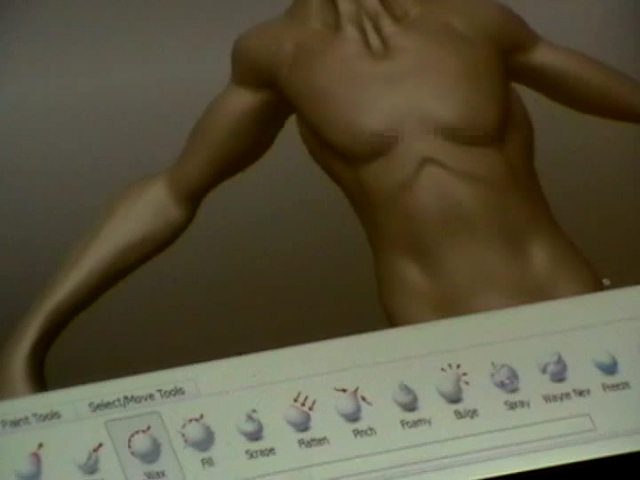 Paint Tools Select/Move Tools
Wax Fill Scrape Flatten Pinch Foamy Bulge Spray Wayne Nev Freeze